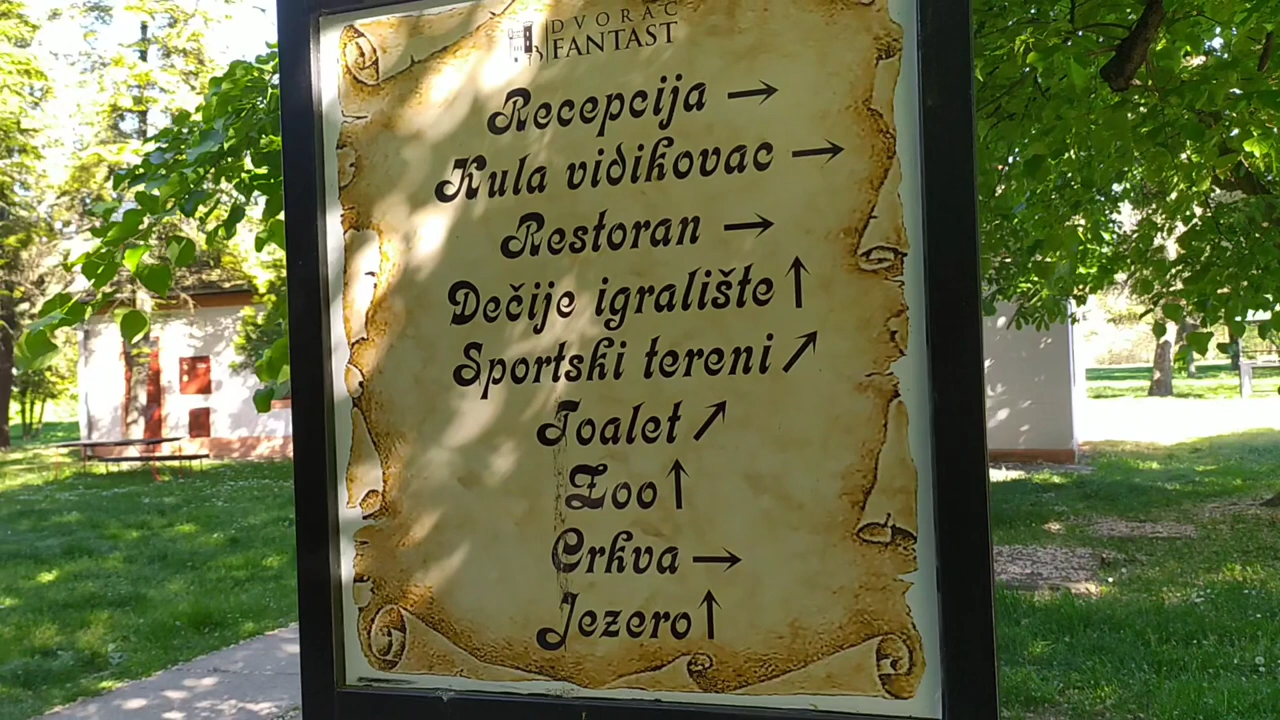 DVORAC
FANTAST
Recepcija →
Kula vidikovac →
Restoran →
Dečije igralište ↑
Sportski tereni ↗
Toalet ↗
Zoo ↑
Crkva →
Jezero ↑